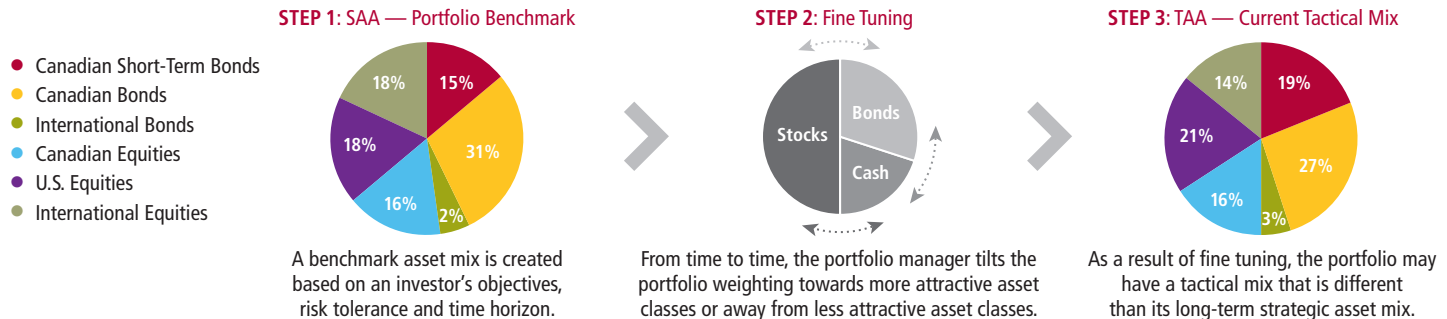 STEP 1: SAA — Portfolio Benchmark
STEP 2: Fine Tuning
STEP 3: TAA — Current Tactical Mix
Canadian Short-Term Bonds
Canadian Bonds
International Bonds
Canadian Equities
U.S. Equities
International Equities
18%
15%
18%
31%
16%
2%
Stocks
Bonds
Cash
14%
19%
21%
27%
16%
3%
A benchmark asset mix is created
based on an investor’s objectives,
risk tolerance and time horizon.
From time to time, the portfolio manager tilts the
portfolio weighting towards more attractive asset
classes or away from less attractive asset classes.
As a result of fine tuning, the portfolio may
have a tactical mix that is different
than its long-term strategic asset mix.